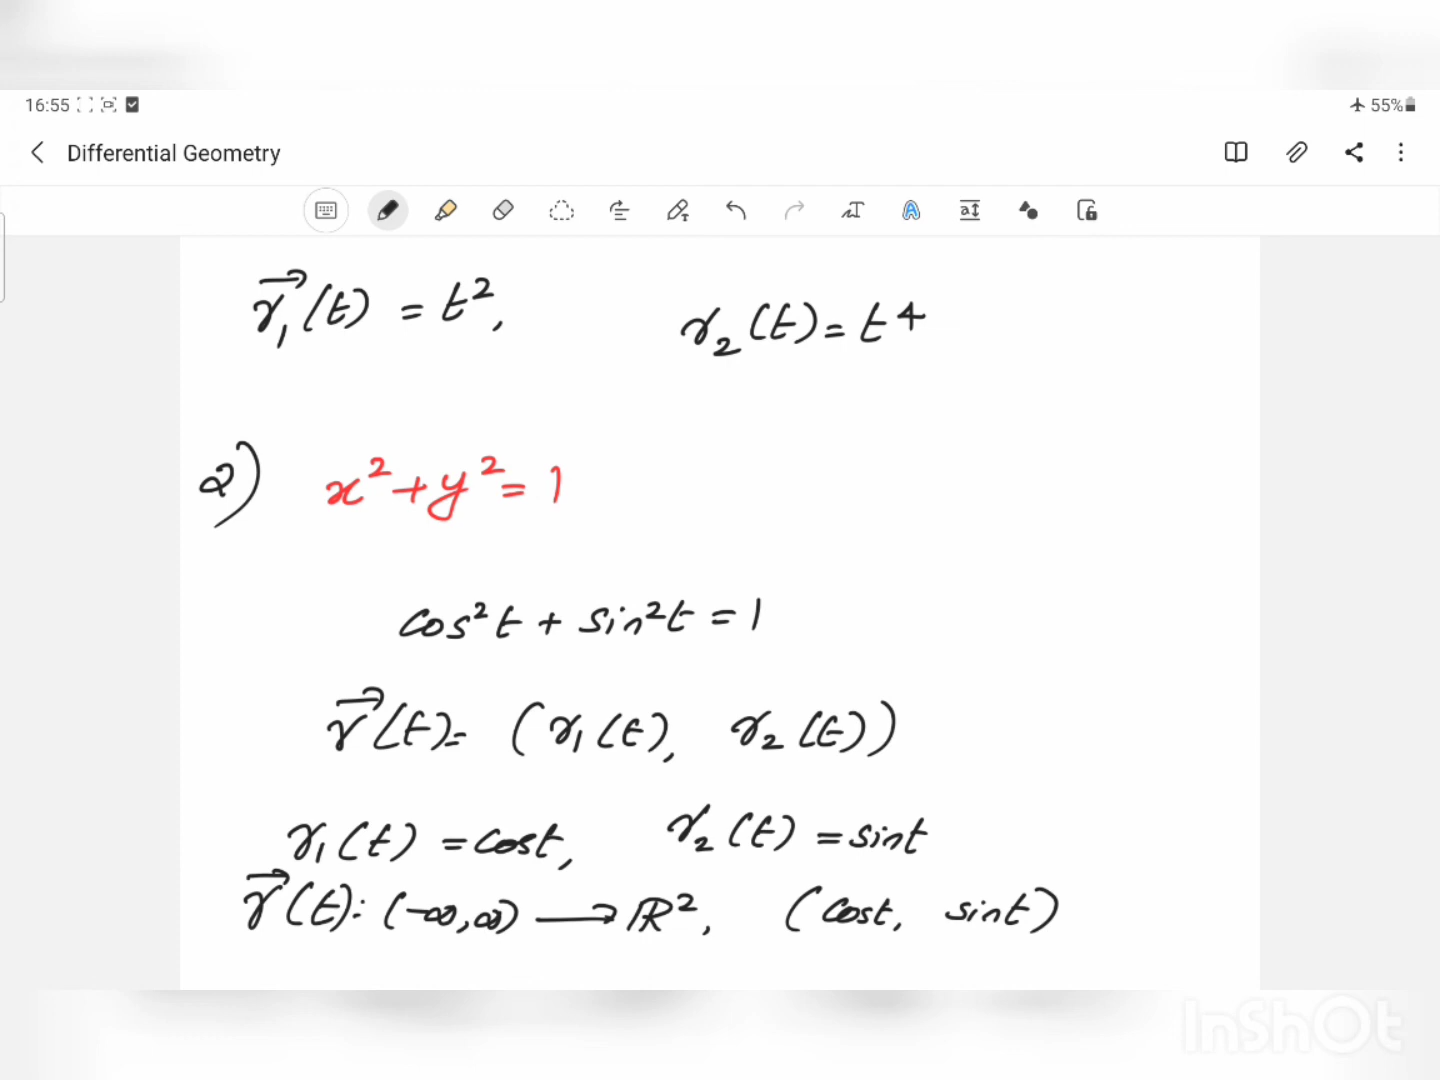 16:55 55%
Differential Geometry
γ⃗₁(t) = t², γ₂(t) = t⁴
2) x² + y² = 1
cos²t + sin²t = 1
γ⃗(t) = (γ₁(t), γ₂(t))
γ₁(t) = cost, γ₂(t) = sint
γ⃗(t): (-∞,∞) ⟶ ℝ², (cost, sint)
InShOt